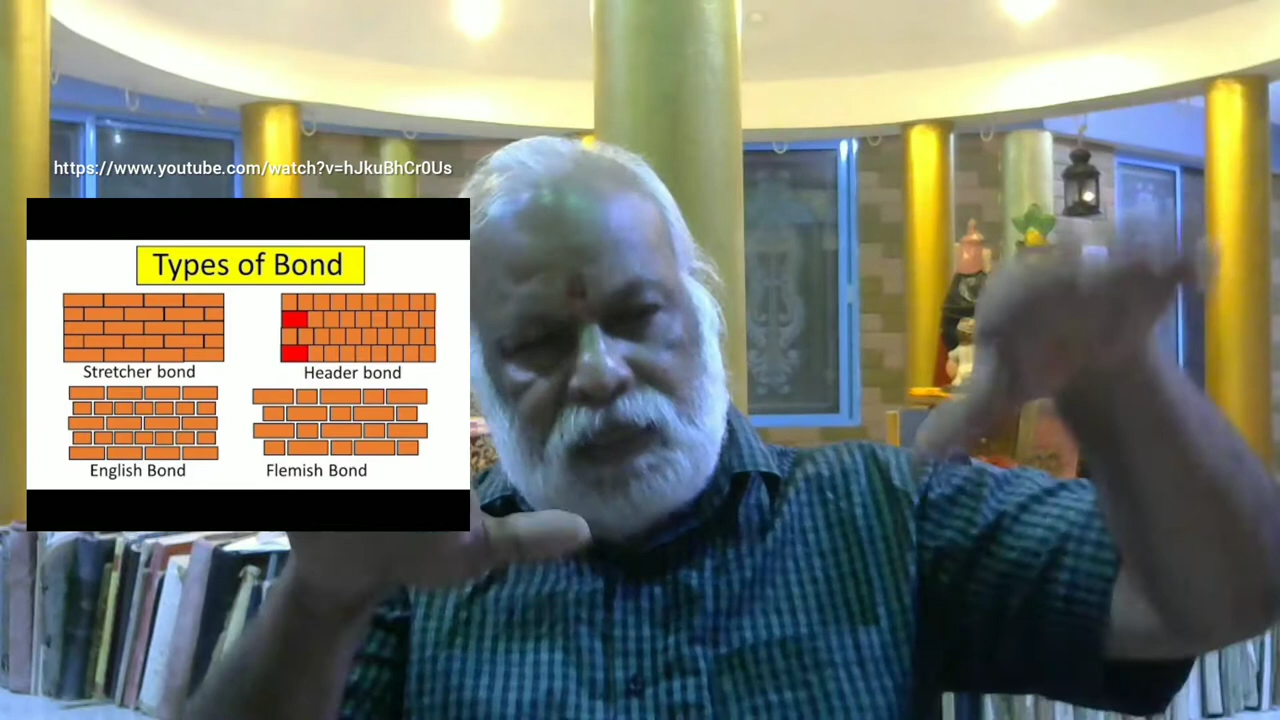 https://www.youtube.com/watch?v=hJkuBhCr0Us
Types of Bond
Stretcher bond
Header bond
English Bond
Flemish Bond